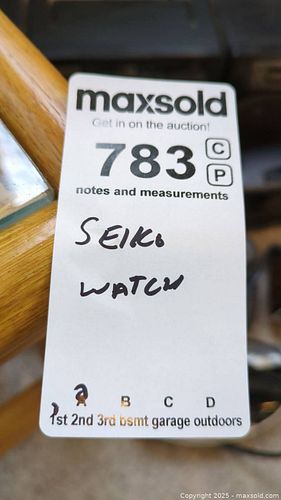 maxsold
Get in on the auction!
783 C
P
notes and measurements
SEIKO
WATCH
A B C D
1st 2nd 3rd bsmt garage outdoors
Copyright 2025 - maxsold.com